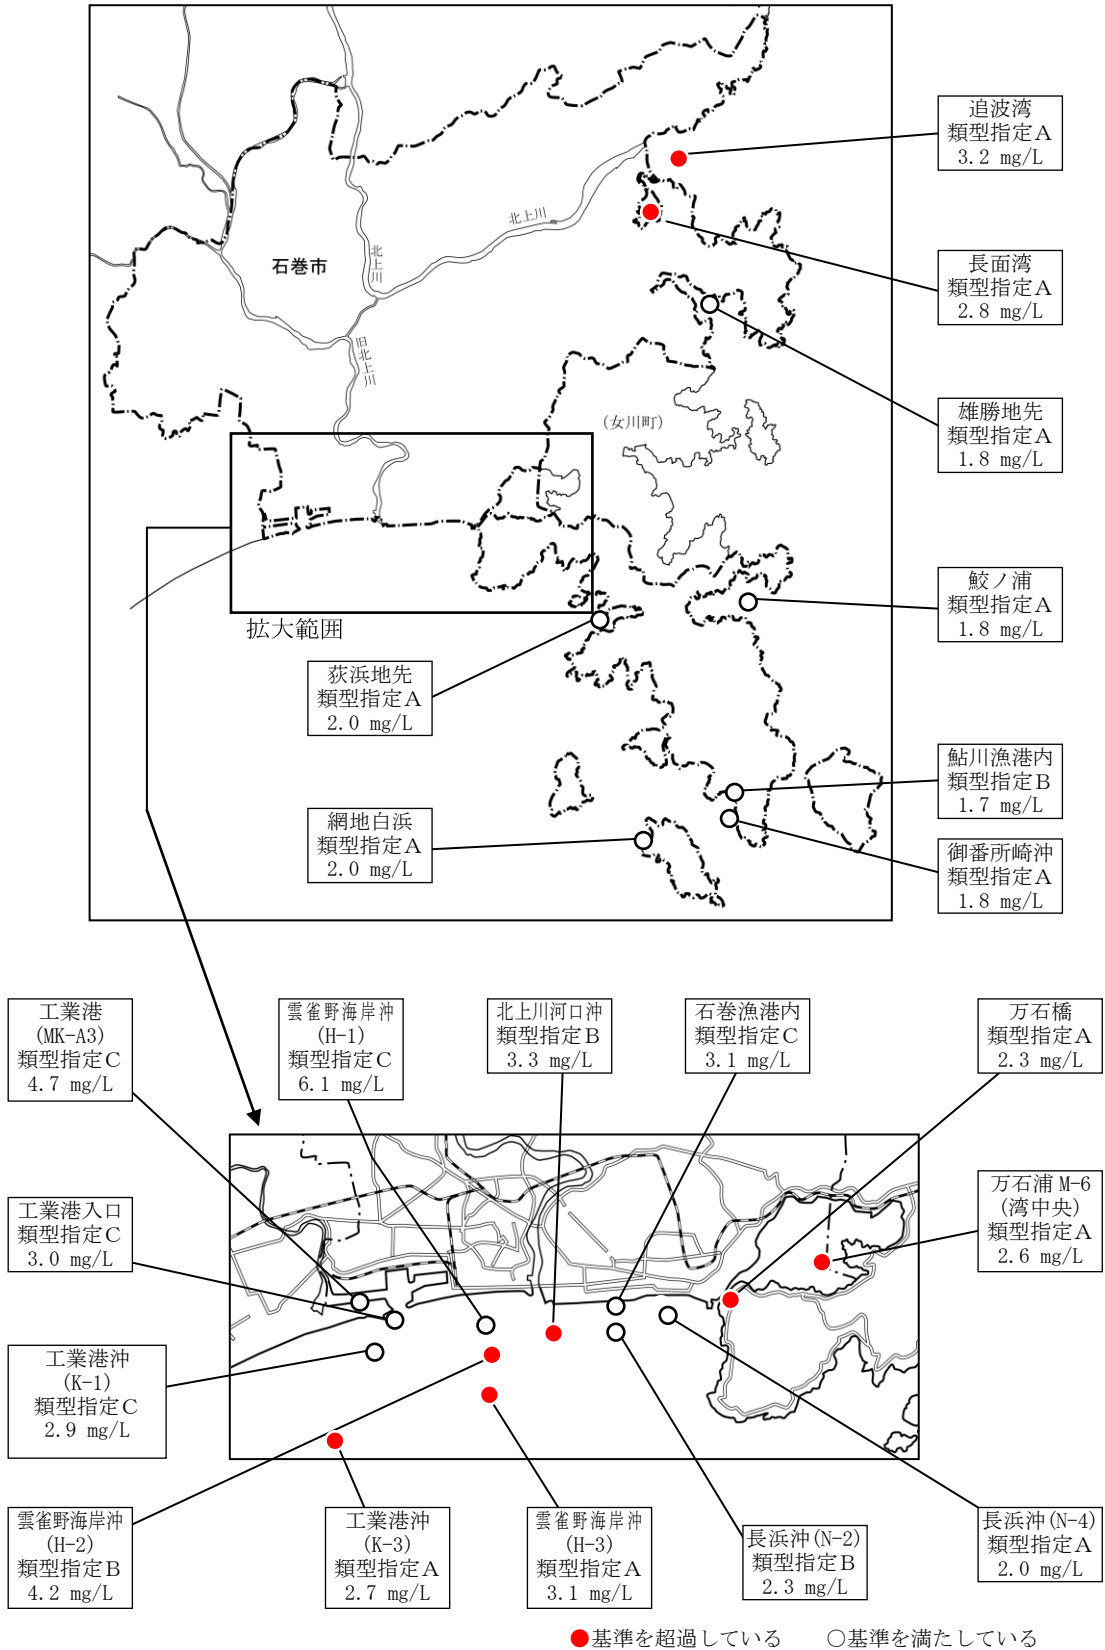 追波湾
類型指定A
3.2 mg/L
北上川
長面湾
類型指定A
2.8 mg/L
石巻市
北上川
旧北上川
雄勝地先
類型指定A
1.8 mg/L
(女川町)
鮫ノ浦
類型指定A
1.8 mg/L
拡大範囲
荻浜地先
類型指定A
2.0 mg/L
鮎川漁港内
類型指定B
1.7 mg/L
網地白浜
類型指定A
2.0 mg/L
御番所崎沖
類型指定A
1.8 mg/L
工業港
(MK-A3)
類型指定C
4.7 mg/L
雲雀野海岸沖
(H-1)
類型指定C
6.1 mg/L
北上川河口沖
類型指定B
3.3 mg/L
石巻漁港内
類型指定C
3.1 mg/L
万石橋
類型指定A
2.3 mg/L
工業港入口
類型指定C
3.0 mg/L
万石浦 M-6
(湾中央)
類型指定A
2.6 mg/L
工業港沖
(K-1)
類型指定C
2.9 mg/L
雲雀野海岸沖
(H-2)
類型指定B
4.2 mg/L
工業港沖
(K-3)
類型指定A
2.7 mg/L
雲雀野海岸沖
(H-3)
類型指定A
3.1 mg/L
長浜沖(N-2)
類型指定B
2.3 mg/L
長浜沖(N-4)
類型指定A
2.0 mg/L
●基準を超過している ○基準を満たしている